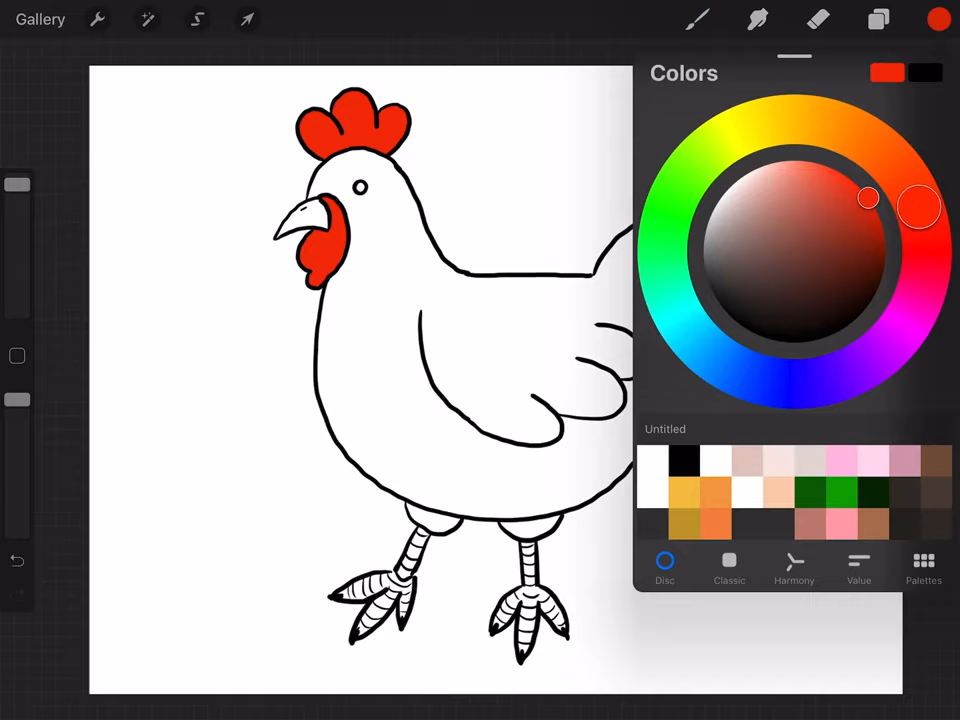 Gallery
Colors
Untitled
Disc
Classic
Harmony
Value
Palettes